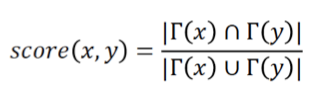 score(x, y) = |Γ(x) ∩ Γ(y)| / |Γ(x) ∪ Γ(y)|